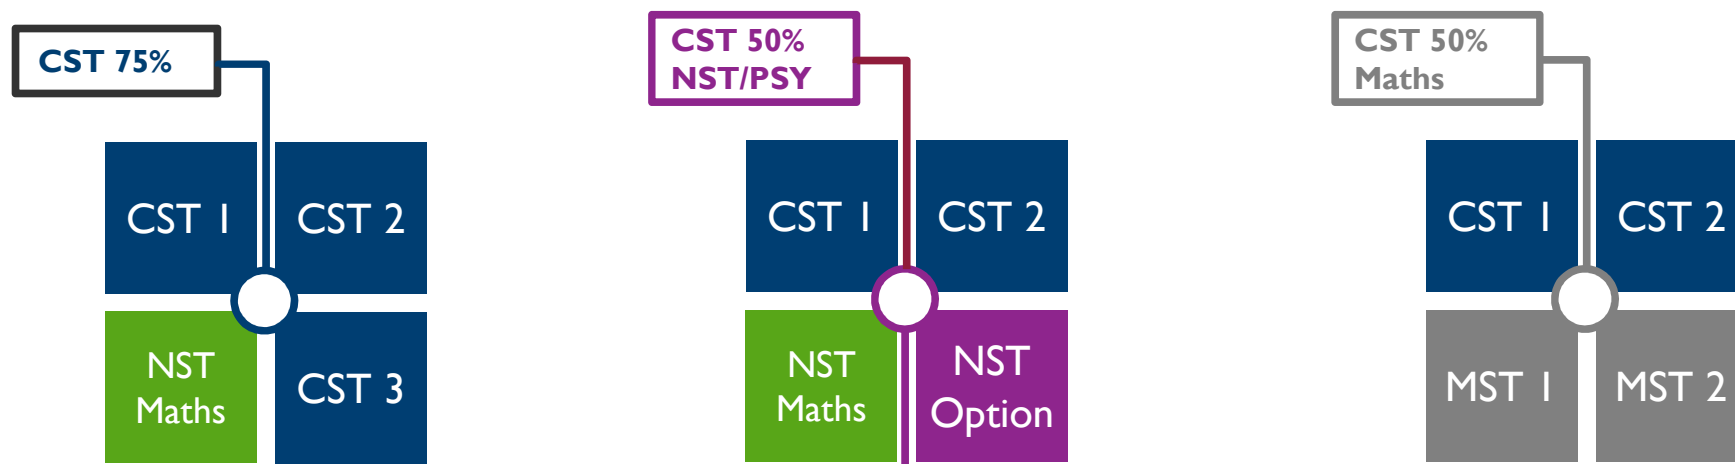 CST 75%
CST 1
CST 2
NST
Maths
CST 3
CST 50%
NST/PSY
CST 1
CST 2
NST
Maths
NST
Option
CST 50%
Maths
CST 1
CST 2
MST 1
MST 2